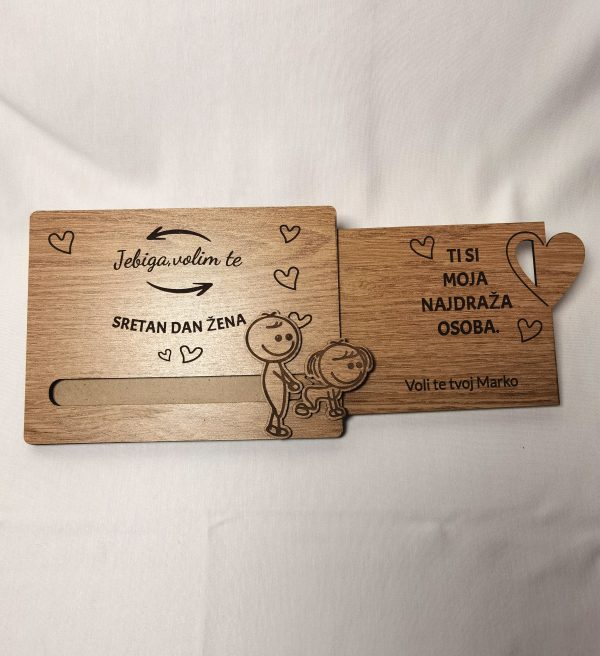 Jebiga,volim te
SRETAN DAN ŽENA
TI SI
MOJA
NAJDRAŽA
OSOBA.
Voli te tvoj Marko